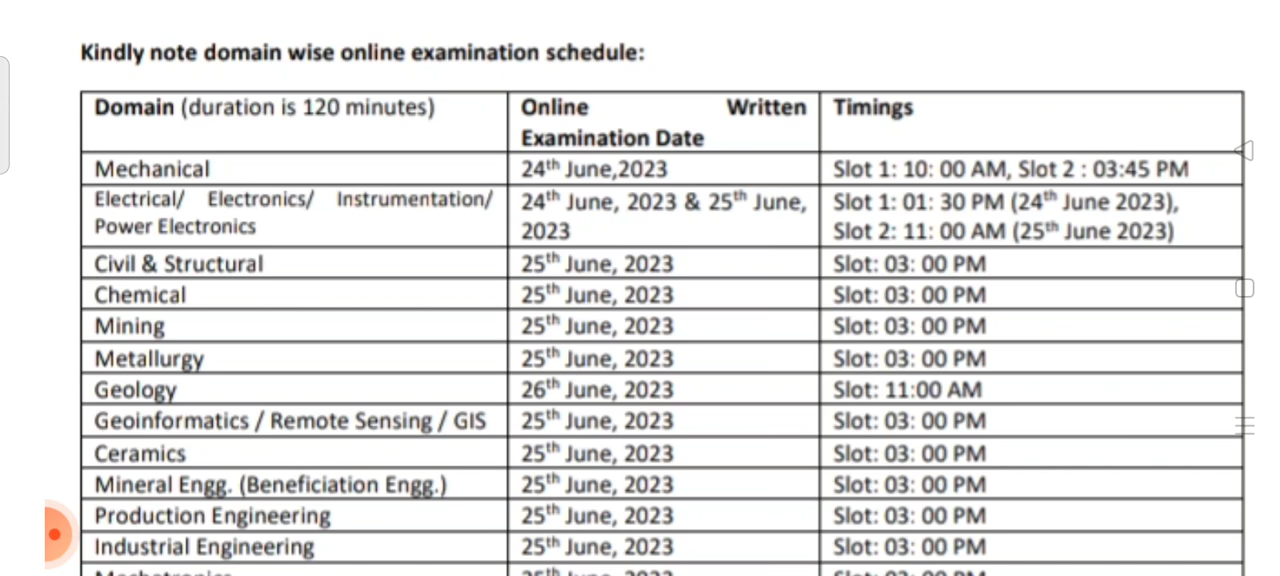 Kindly note domain wise online examination schedule:
Domain (duration is 120 minutes) Online Written Timings
Examination Date
Mechanical 24th June,2023 Slot 1: 10: 00 AM, Slot 2 : 03:45 PM
Electrical/ Electronics/ Instrumentation/ 24th June, 2023 & 25th June, Slot 1: 01: 30 PM (24th June 2023),
Power Electronics 2023 Slot 2: 11: 00 AM (25th June 2023)
Civil & Structural 25th June, 2023 Slot: 03: 00 PM
Chemical 25th June, 2023 Slot: 03: 00 PM
Mining 25th June, 2023 Slot: 03: 00 PM
Metallurgy 25th June, 2023 Slot: 03: 00 PM
Geology 26th June, 2023 Slot: 11:00 AM
Geoinformatics / Remote Sensing / GIS 25th June, 2023 Slot: 03: 00 PM
Ceramics 25th June, 2023 Slot: 03: 00 PM
Mineral Engg. (Beneficiation Engg.) 25th June, 2023 Slot: 03: 00 PM
Production Engineering 25th June, 2023 Slot: 03: 00 PM
Industrial Engineering 25th June, 2023 Slot: 03: 00 PM